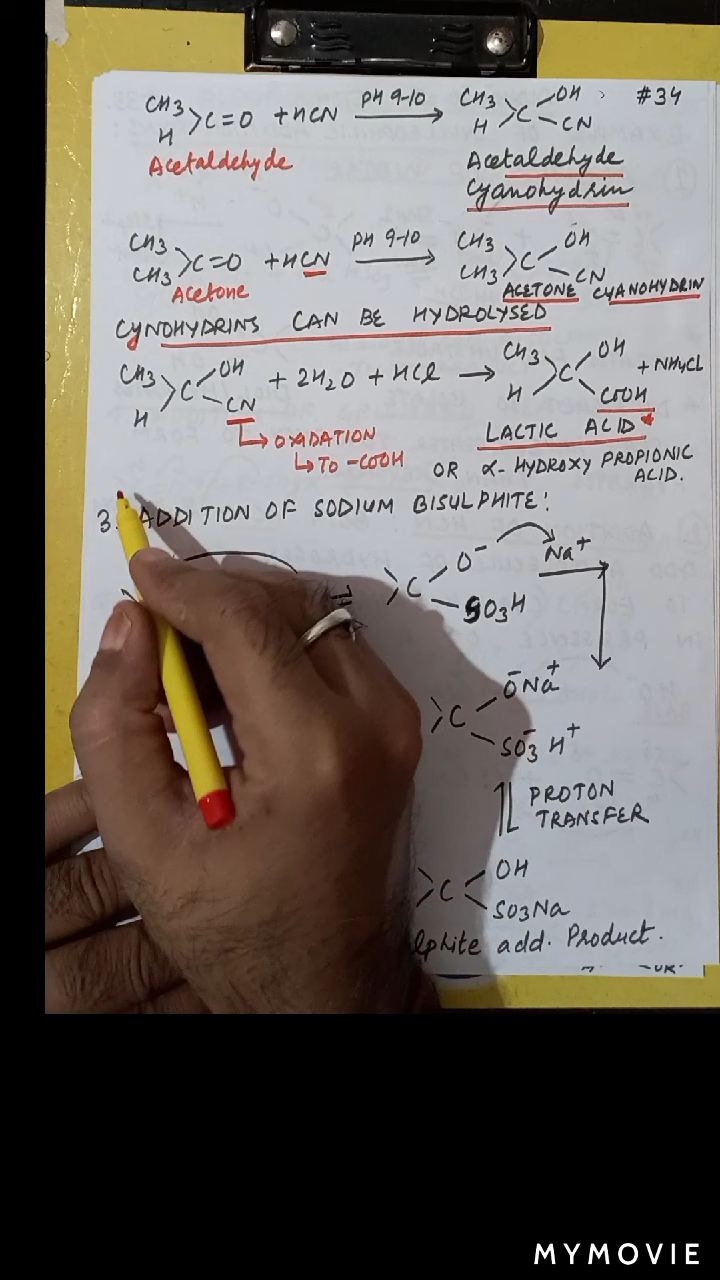 CH3 H >C=O +HCN PH 9-10 → CH3 H >C -OH -CN #34
Acetaldehyde Acetaldehyde
Cyanohydrin
CH3 CH3 >C=O +HCN PH 9-10 → CH3 CH3 >C -OH -CN
Acetone ACETONE CYANOHYDRIN
CYNOHYDRINS CAN BE HYDROLYSED
CH3 H >C -OH -CN + 2H2O + HCl → CH3 H >C -OH -COOH + NH4Cl
↳ OXIDATION LACTIC ACID*
↳ TO -COOH OR α-HYDROXY PROPIONIC
ACID.
3. ADDITION OF SODIUM BISULPHITE:
>C -O⁻ -SO3H Na⁺ →
>C -O⁻Na⁺ -SO3⁻ H⁺
⇌ PROTON
TRANSFER
>C -OH -SO3Na
lphite add. Product.
MYMOVIE